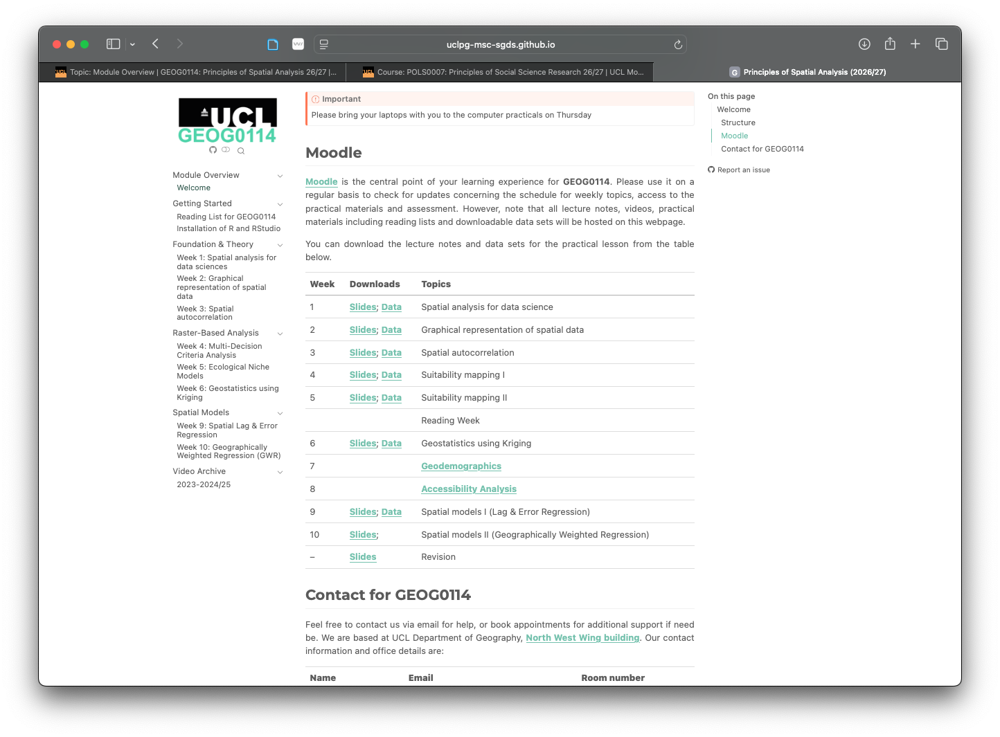 uclpg-msc-sgds.github.io
Topic: Module Overview | GEOG0114: Principles of Spatial Analysis 26/27 |...
Course: POLS0007: Principles of Social Science Research 26/27 | UCL Mo...
G Principles of Spatial Analysis (2026/27)
UCL
GEOG0114
Module Overview
Welcome
Getting Started
Reading List for GEOG0114
Installation of R and RStudio
Foundation & Theory
Week 1: Spatial analysis for
data sciences
Week 2: Graphical
representation of spatial
data
Week 3: Spatial
autocorrelation
Raster-Based Analysis
Week 4: Multi-Decision
Criteria Analysis
Week 5: Ecological Niche
Models
Week 6: Geostatistics using
Kriging
Spatial Models
Week 9: Spatial Lag & Error
Regression
Week 10: Geographically
Weighted Regression (GWR)
Video Archive
2023-2024/25
Important
Please bring your laptops with you to the computer practicals on Thursday
Moodle
Moodle is the central point of your learning experience for GEOG0114. Please use it on a
regular basis to check for updates concerning the schedule for weekly topics, access to the
practical materials and assessment. However, note that all lecture notes, videos, practical
materials including reading lists and downloadable data sets will be hosted on this webpage.
You can download the lecture notes and data sets for the practical lesson from the table
below.
Week Downloads Topics
1 Slides; Data Spatial analysis for data science
2 Slides; Data Graphical representation of spatial data
3 Slides; Data Spatial autocorrelation
4 Slides; Data Suitability mapping I
5 Slides; Data Suitability mapping II
Reading Week
6 Slides; Data Geostatistics using Kriging
7 Geodemographics
8 Accessibility Analysis
9 Slides; Data Spatial models I (Lag & Error Regression)
10 Slides; Spatial models II (Geographically Weighted Regression)
– Slides Revision
Contact for GEOG0114
Feel free to contact us via email for help, or book appointments for additional support if need
be. We are based at UCL Department of Geography, North West Wing building. Our contact
information and office details are:
Name Email Room number
On this page
Welcome
Structure
Moodle
Contact for GEOG0114
Report an issue